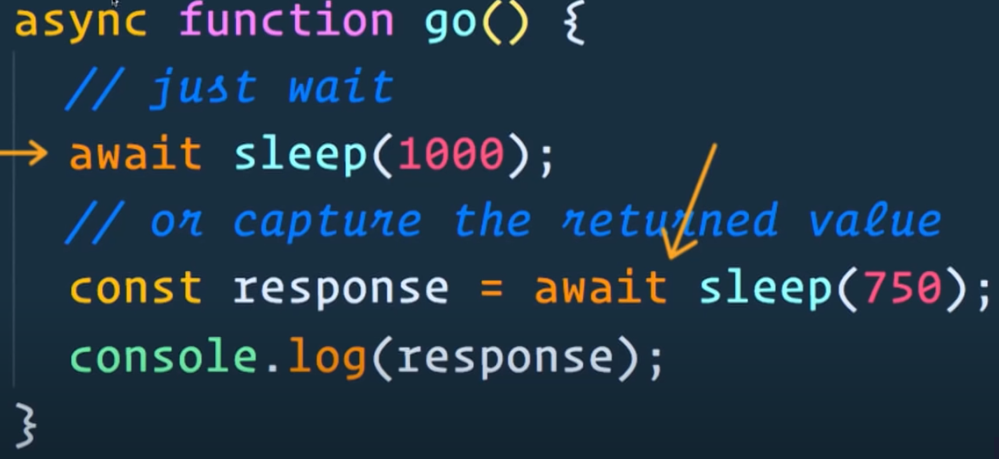 async function go() {
// just wait
await sleep(1000);
// or capture the returned value
const response = await sleep(750);
console.log(response);
}